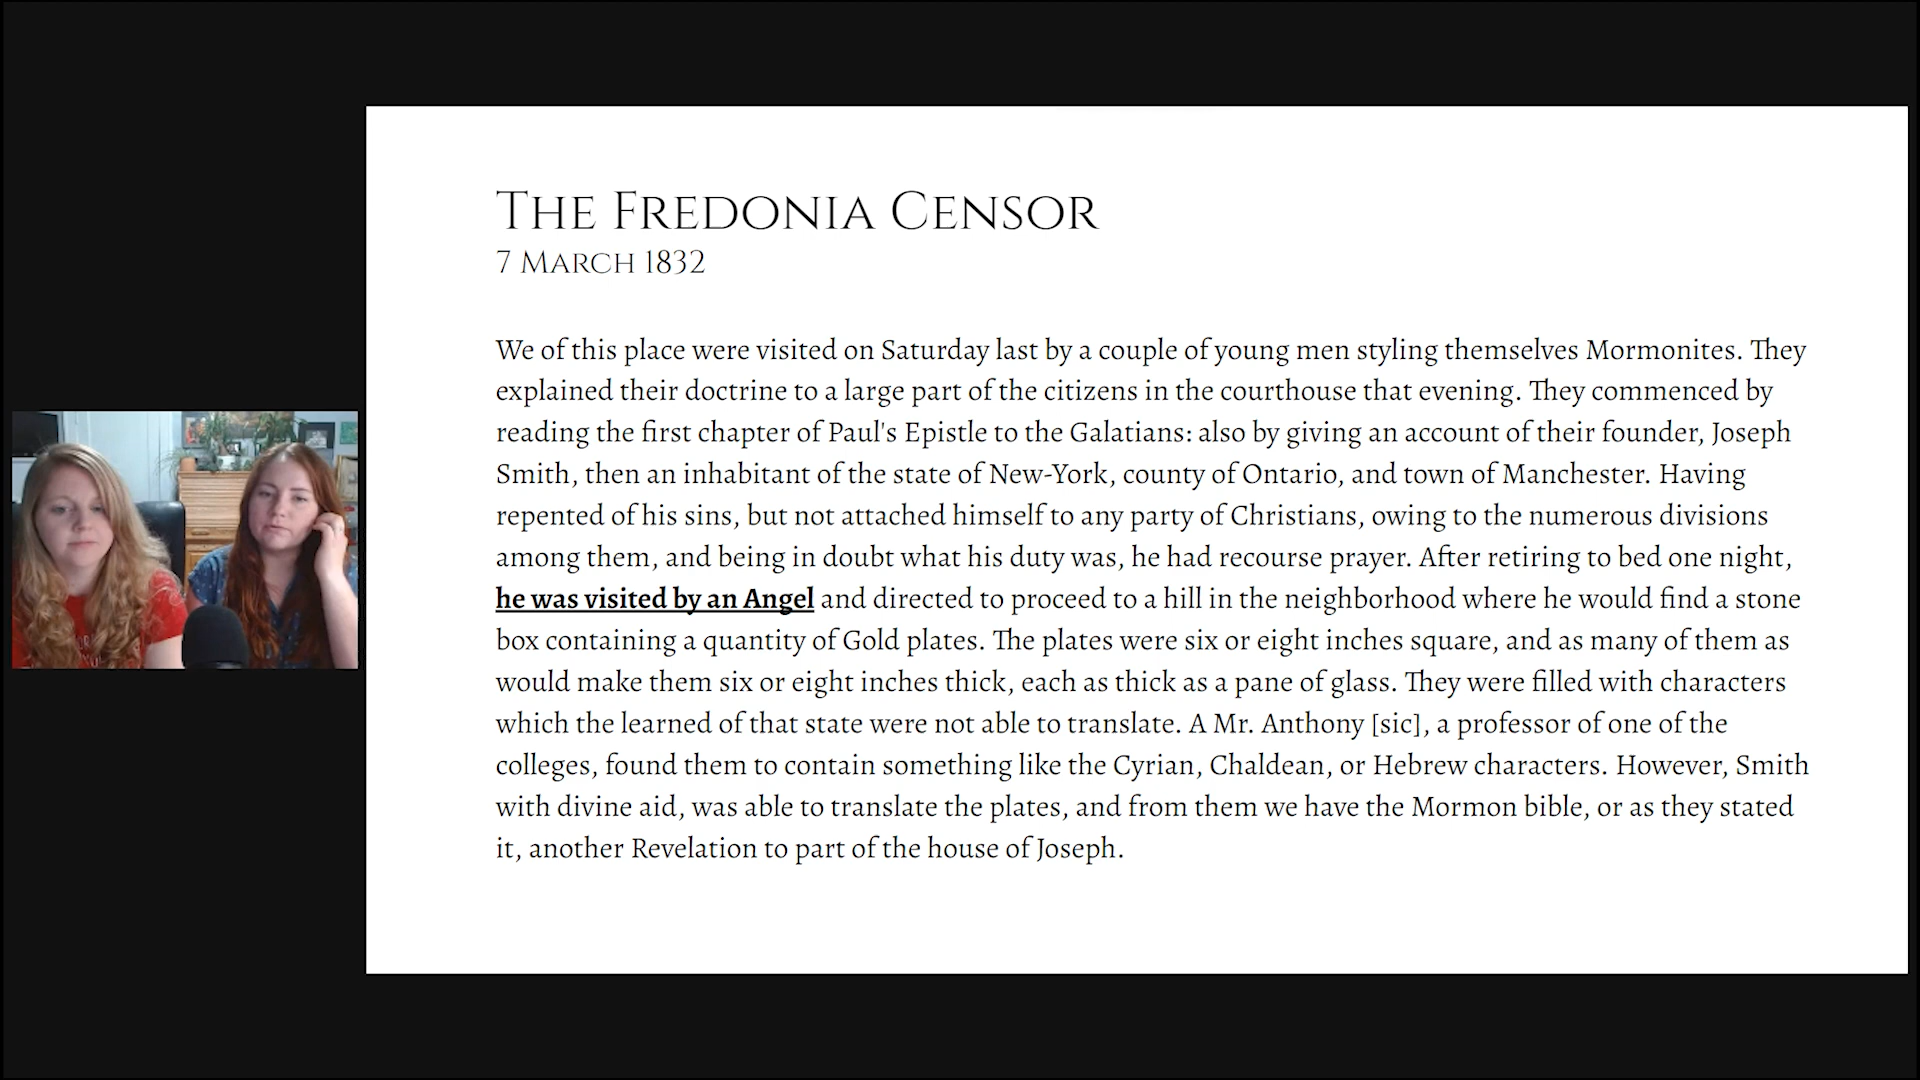 The Fredonia Censor
7 March 1832
We of this place were visited on Saturday last by a couple of young men styling themselves Mormonites. They
explained their doctrine to a large part of the citizens in the courthouse that evening. They commenced by
reading the first chapter of Paul's Epistle to the Galatians: also by giving an account of their founder, Joseph
Smith, then an inhabitant of the state of New-York, county of Ontario, and town of Manchester. Having
repented of his sins, but not attached himself to any party of Christians, owing to the numerous divisions
among them, and being in doubt what his duty was, he had recourse prayer. After retiring to bed one night,
he was visited by an Angel and directed to proceed to a hill in the neighborhood where he would find a stone
box containing a quantity of Gold plates. The plates were six or eight inches square, and as many of them as
would make them six or eight inches thick, each as thick as a pane of glass. They were filled with characters
which the learned of that state were not able to translate. A Mr. Anthony [sic], a professor of one of the
colleges, found them to contain something like the Cyrian, Chaldean, or Hebrew characters. However, Smith
with divine aid, was able to translate the plates, and from them we have the Mormon bible, or as they stated
it, another Revelation to part of the house of Joseph.